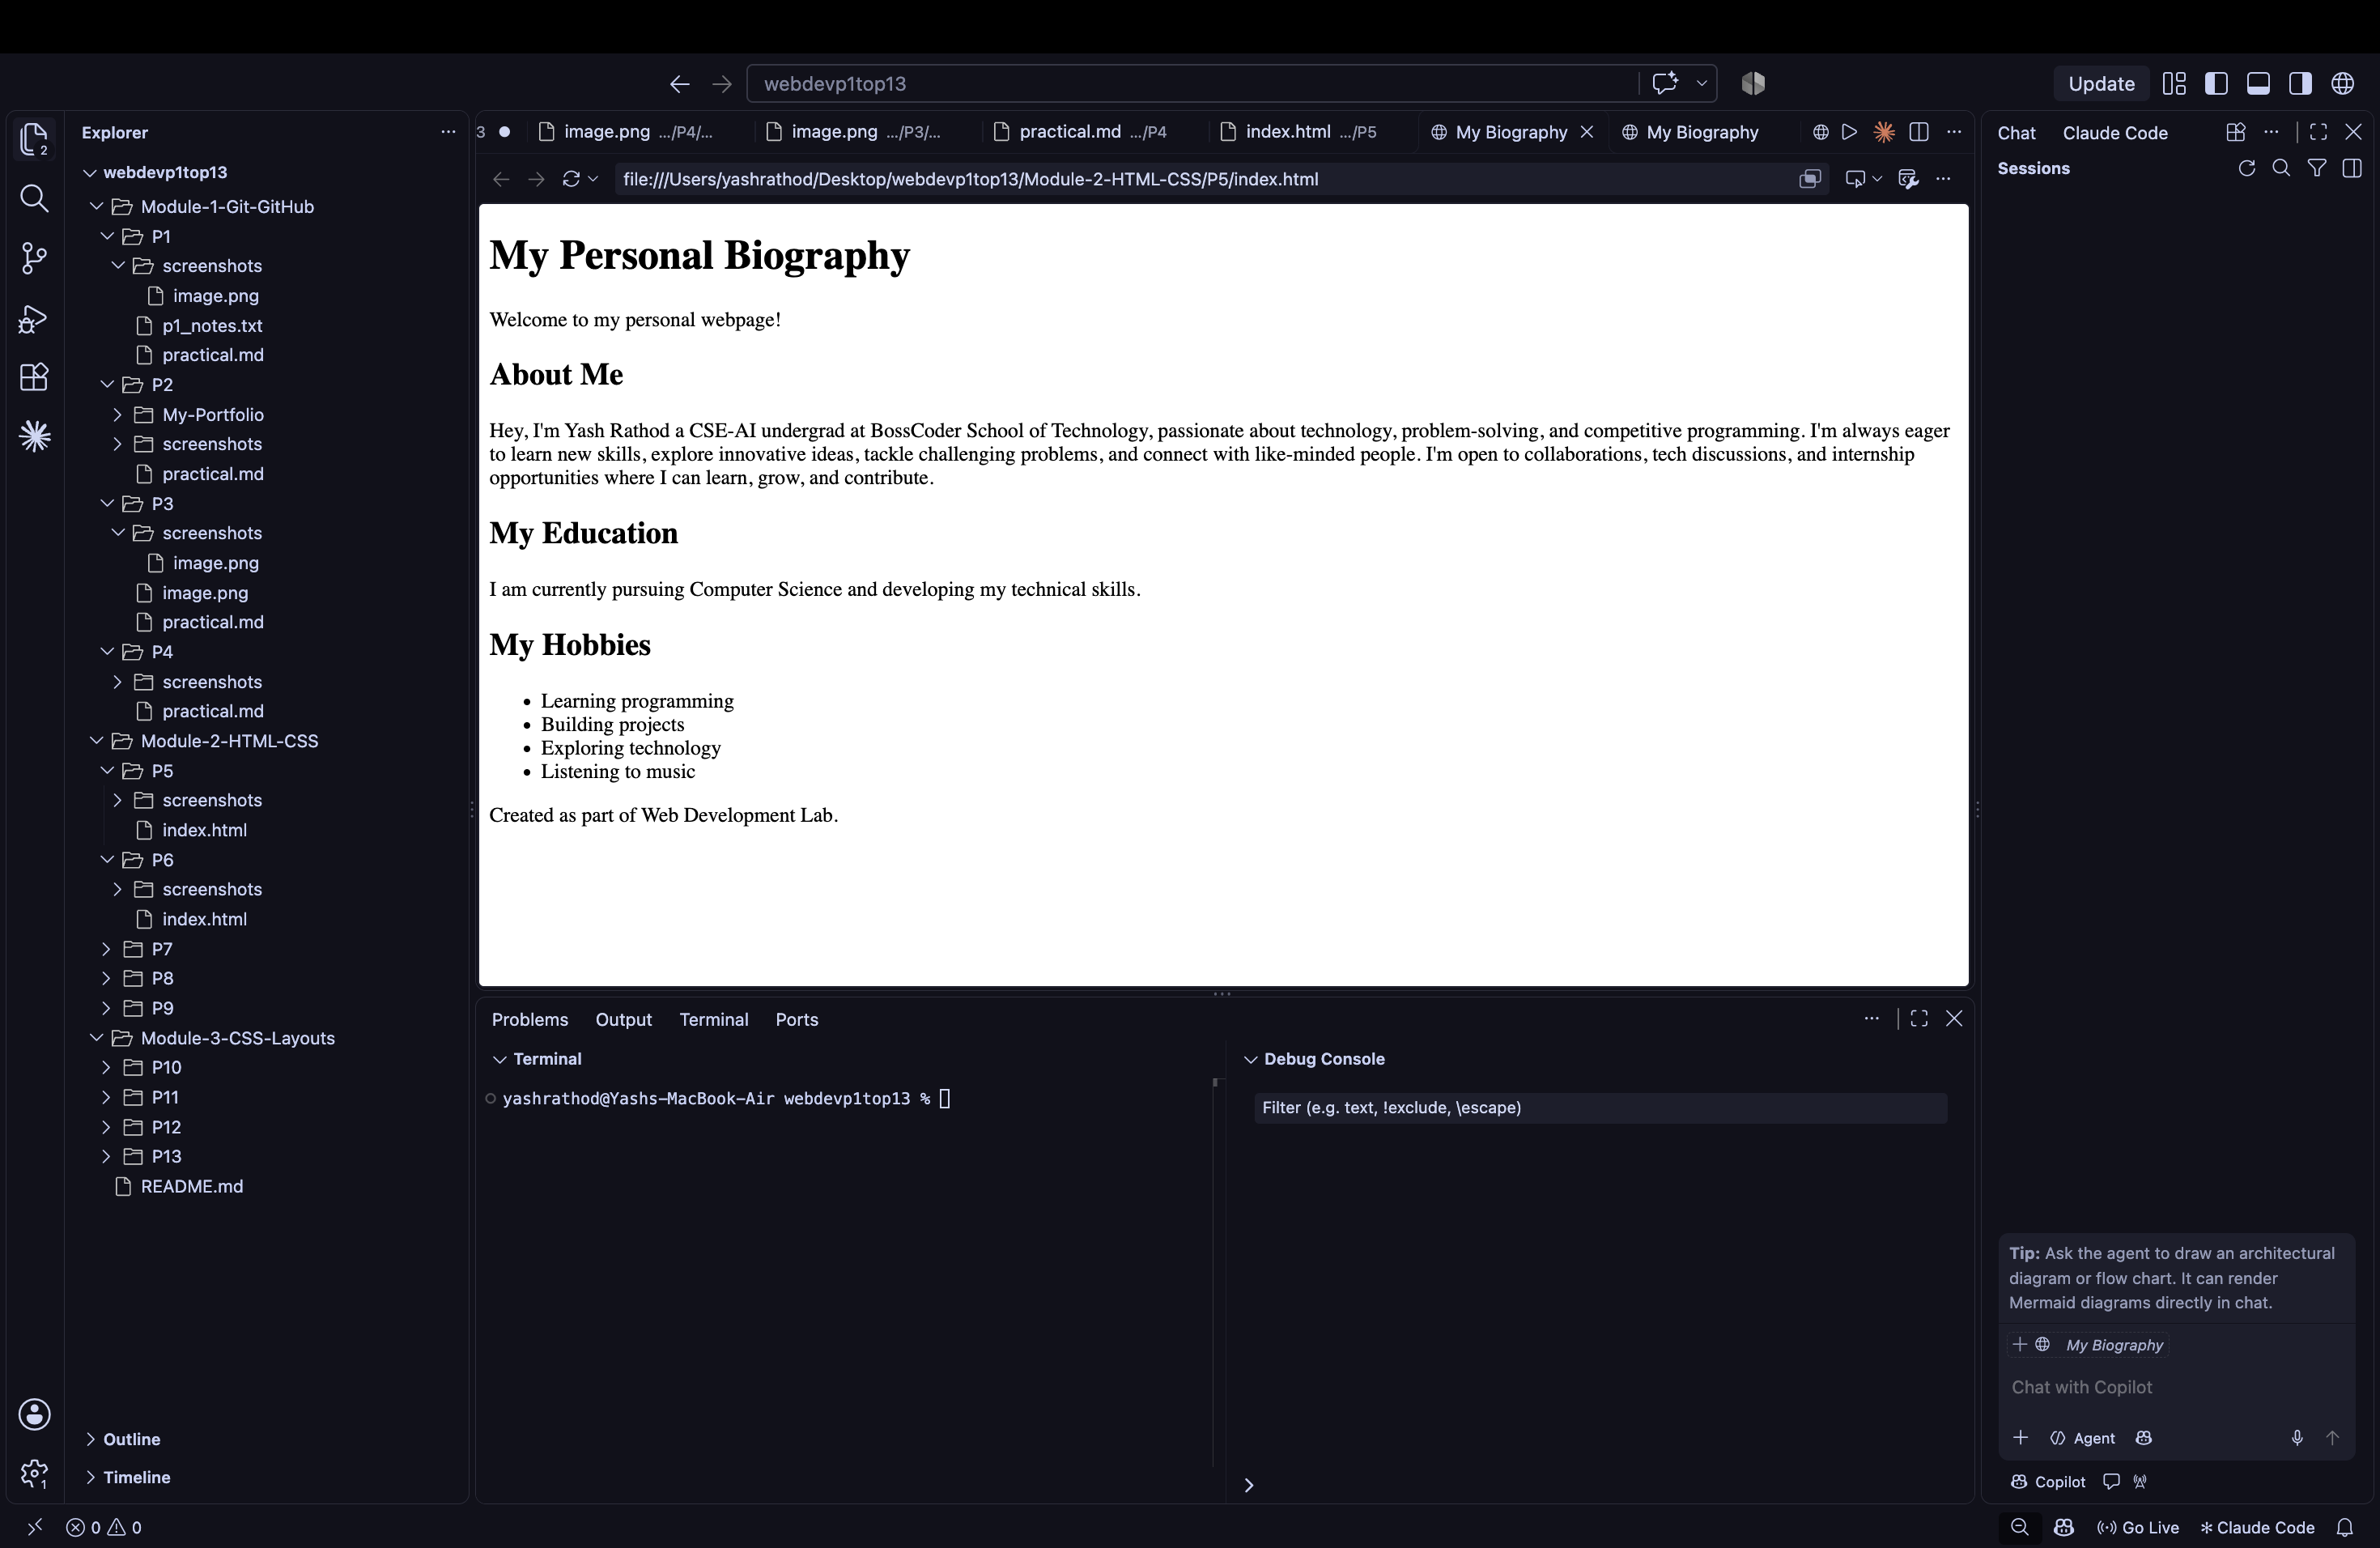 webdevp1top13
Update
Explorer
2
webdevp1top13
Module-1-Git-GitHub
P1
screenshots
image.png
p1_notes.txt
practical.md
P2
My-Portfolio
screenshots
practical.md
P3
screenshots
image.png
image.png
practical.md
P4
screenshots
practical.md
Module-2-HTML-CSS
P5
screenshots
index.html
P6
screenshots
index.html
P7
P8
P9
Module-3-CSS-Layouts
P10
P11
P12
P13
README.md
Outline
Timeline
1
3 image.png .../P4/... image.png .../P3/... practical.md .../P4 index.html .../P5 My Biography My Biography
file:///Users/yashrathod/Desktop/webdevp1top13/Module-2-HTML-CSS/P5/index.html
My Personal Biography
Welcome to my personal webpage!
About Me
Hey, I'm Yash Rathod a CSE-AI undergrad at BossCoder School of Technology, passionate about technology, problem-solving, and competitive programming. I'm always eager
to learn new skills, explore innovative ideas, tackle challenging problems, and connect with like-minded people. I'm open to collaborations, tech discussions, and internship
opportunities where I can learn, grow, and contribute.
My Education
I am currently pursuing Computer Science and developing my technical skills.
My Hobbies
• Learning programming
• Building projects
• Exploring technology
• Listening to music
Created as part of Web Development Lab.
Problems Output Terminal Ports
Terminal
yashrathod@Yashs-MacBook-Air webdevp1top13 %
Debug Console
Filter (e.g. text, !exclude, \escape)
Chat Claude Code
Sessions
Tip: Ask the agent to draw an architectural
diagram or flow chart. It can render
Mermaid diagrams directly in chat.
My Biography
Chat with Copilot
Agent
Copilot
0 0
Go Live Claude Code